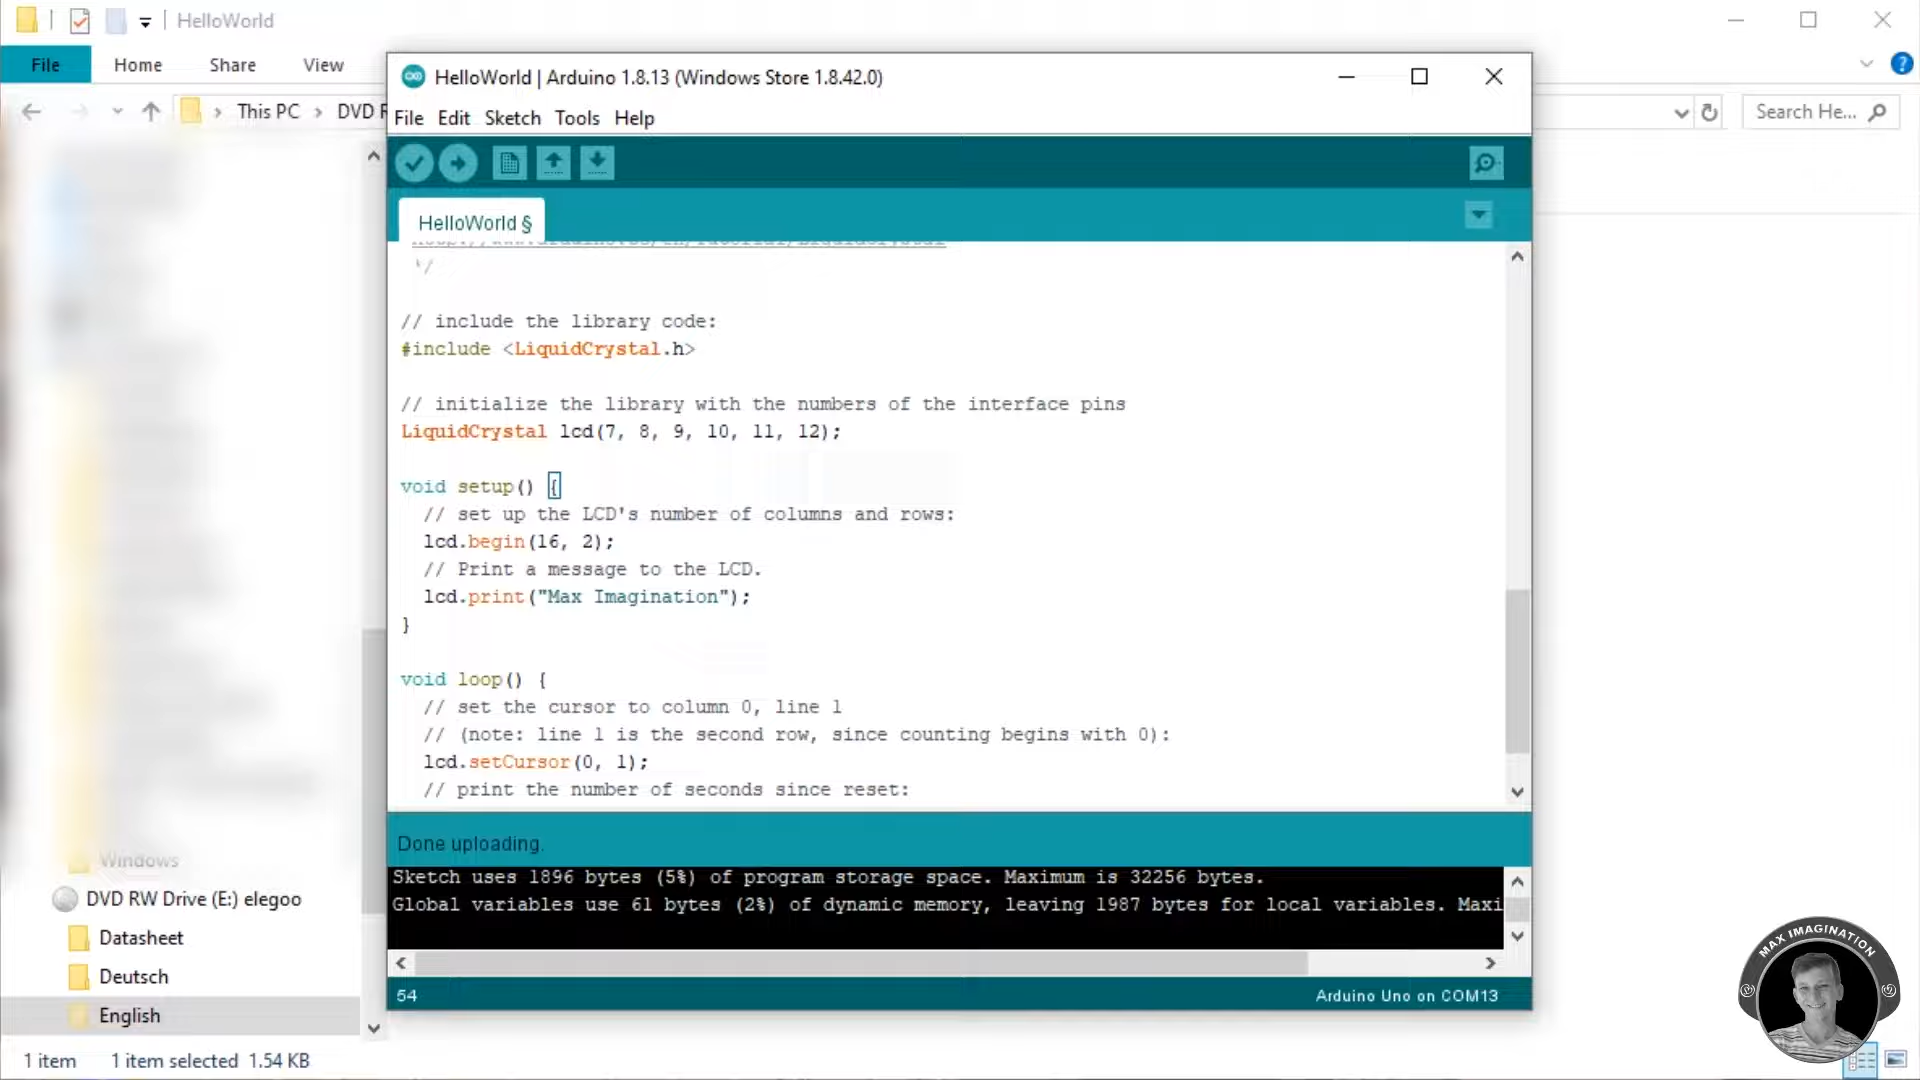 HelloWorld
File Home Share View
This PC > DVD R
Search He...
HelloWorld | Arduino 1.8.13 (Windows Store 1.8.42.0)
File Edit Sketch Tools Help
HelloWorld §
*/
// include the library code:
#include <LiquidCrystal.h>
// initialize the library with the numbers of the interface pins
LiquidCrystal lcd(7, 8, 9, 10, 11, 12);
void setup() {
// set up the LCD's number of columns and rows:
lcd.begin(16, 2);
// Print a message to the LCD.
lcd.print("Max Imagination");
}
void loop() {
// set the cursor to column 0, line 1
// (note: line 1 is the second row, since counting begins with 0):
lcd.setCursor(0, 1);
// print the number of seconds since reset:
Done uploading.
Sketch uses 1896 bytes (5%) of program storage space. Maximum is 32256 bytes.
Global variables use 61 bytes (2%) of dynamic memory, leaving 1987 bytes for local variables. Maxi
54
Arduino Uno on COM13
Windows
DVD RW Drive (E:) elegoo
Datasheet
Deutsch
English
1 item 1 item selected 1.54 KB
MAX IMAGINATION